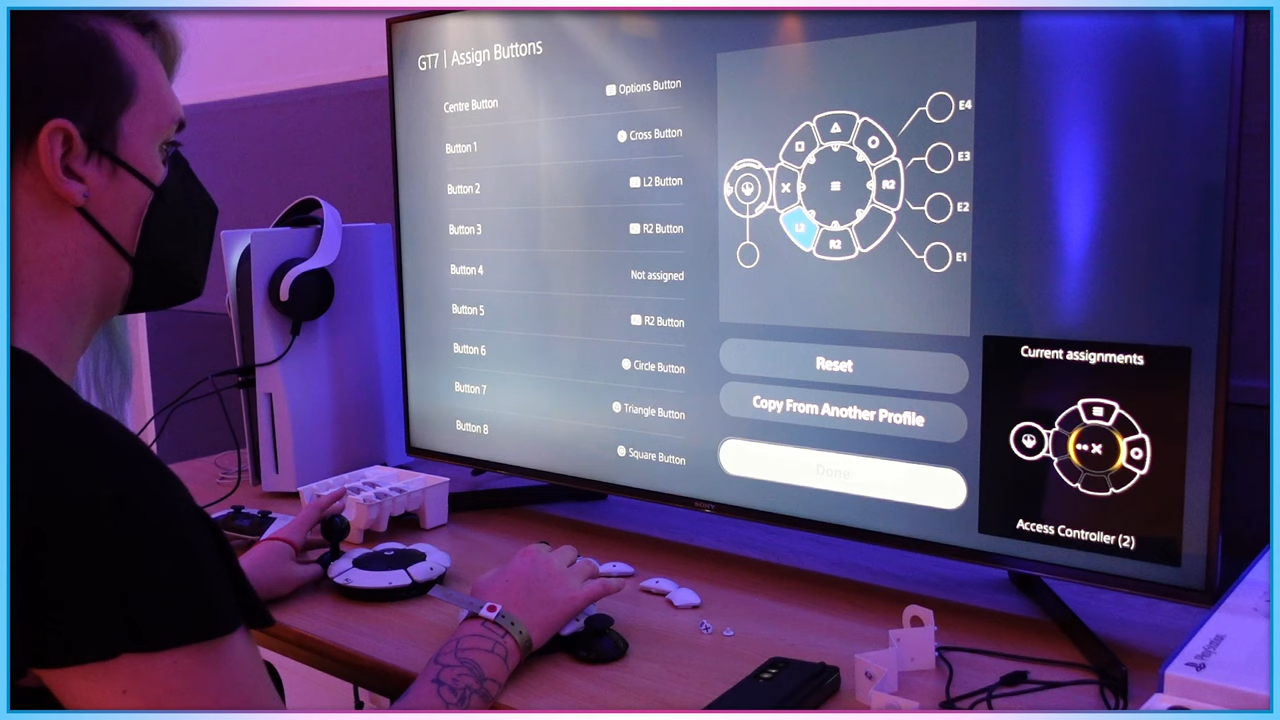 GT7 | Assign Buttons
Centre Button Options Button
Button 1 Cross Button
Button 2 L2 Button
Button 3 R2 Button
Button 4 Not assigned
Button 5 R2 Button
Button 6 Circle Button
Button 7 Triangle Button
Button 8 Square Button
E4
E3
R2
E2
L2
R2
E1
Reset
Copy From Another Profile
Done
Current assignments
Access Controller (2)
SONY
PlayStation